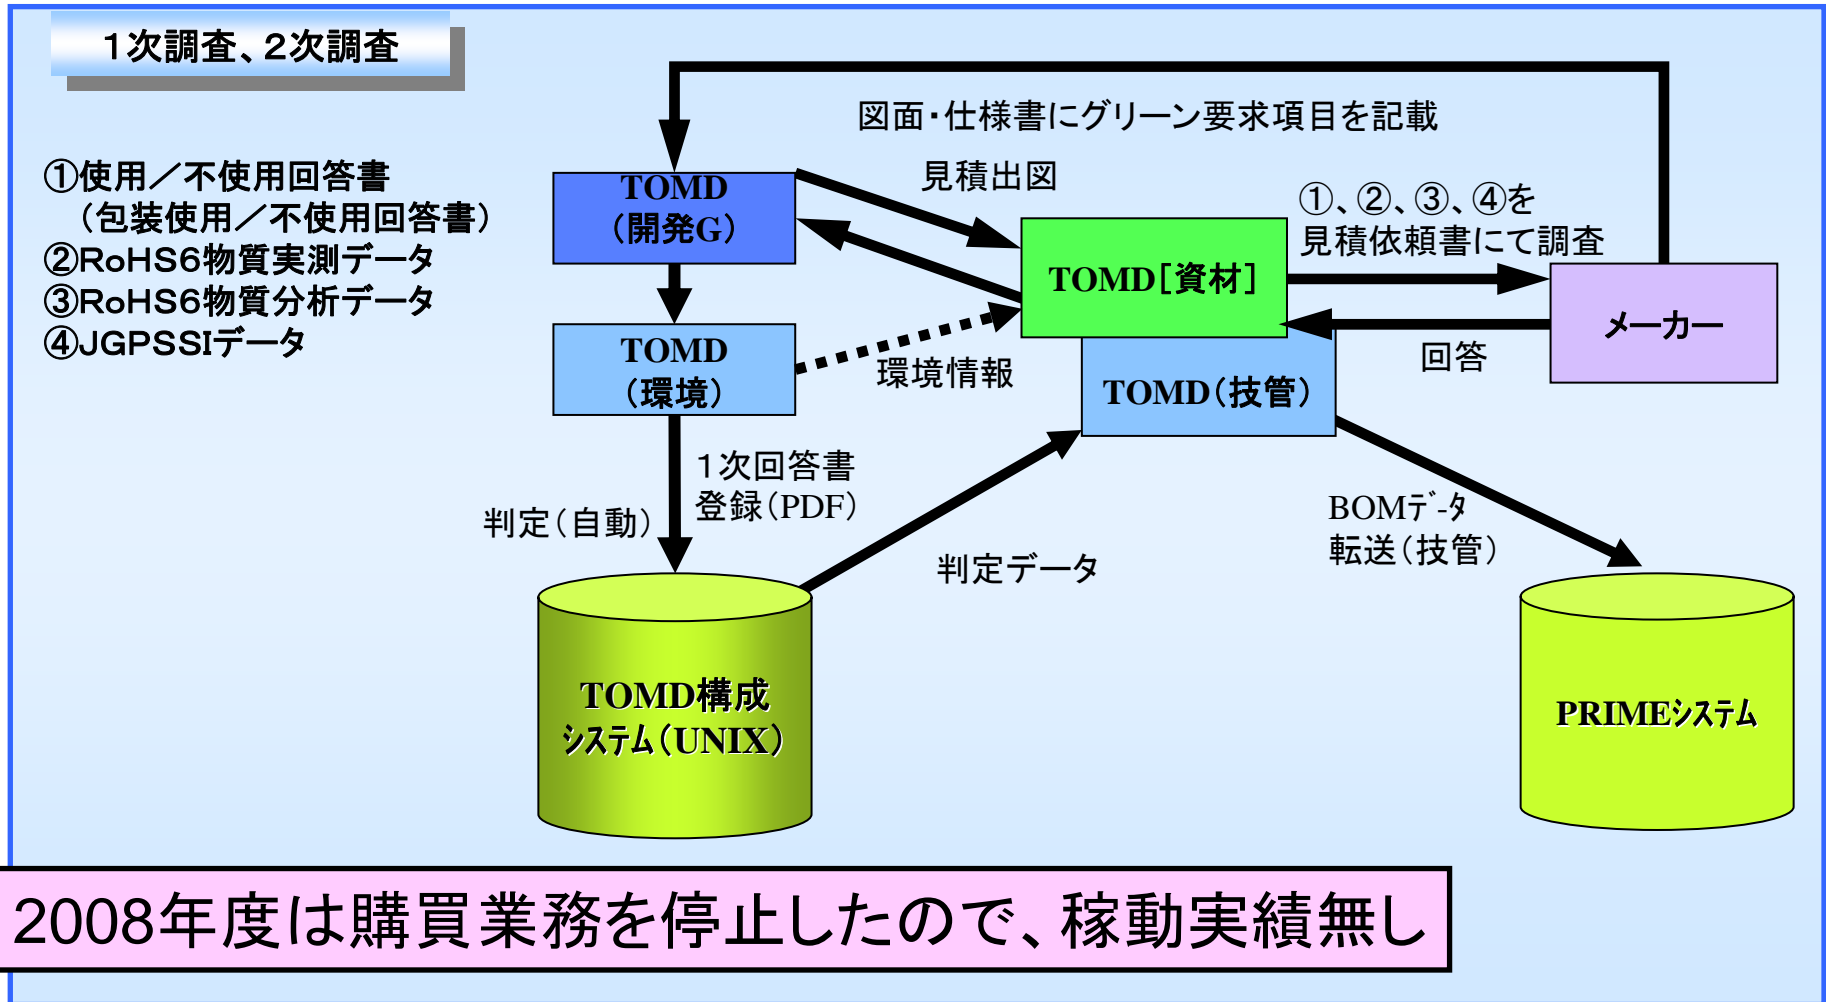 １次調査、２次調査
図面・仕様書にグリーン要求項目を記載
①使用／不使用回答書
（包装使用／不使用回答書）
②ＲｏＨＳ６物質実測データ
③ＲｏＨＳ６物質分析データ
④ＪＧＰＳＳＩデータ
TOMD
（開発G）
見積出図
①、②、③、④を
見積依頼書にて調査
TOMD［資材］
メーカー
回答
TOMD
（環境）
環境情報
TOMD（技管）
１次回答書
登録（PDF）
判定（自動）
判定データ
BOMﾃﾞｰﾀ
転送（技管）
TOMD構成
ｼｽﾃﾑ（UNIX）
PRIMEｼｽﾃﾑ
2008年度は購買業務を停止したので、稼動実績無し